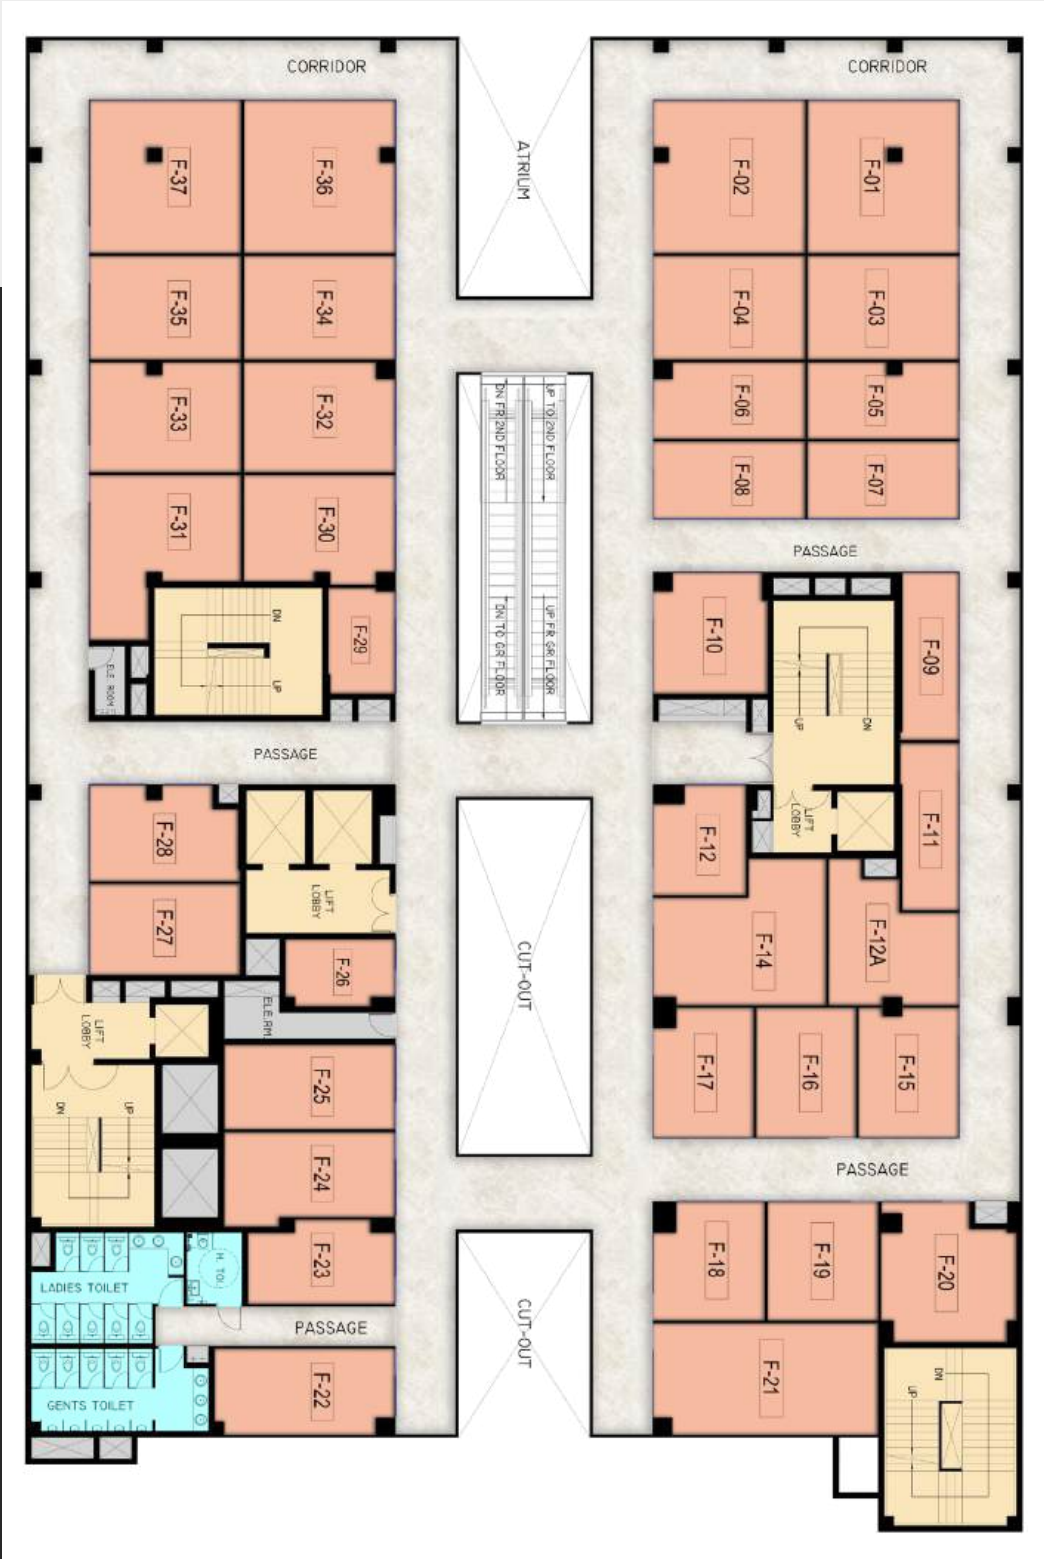 CORRIDOR
CORRIDOR
ATRIUM
F-37
F-36
F-02
F-01
F-35
F-34
F-04
F-03
F-33
F-32
F-06
F-05
DN FR 2ND FLOOR
UP TO 2ND FLOOR
F-31
F-30
F-08
F-07
PASSAGE
DN
UP
F-29
ELE. ROOM
DN TO GR FLOOR
UP FR GR FLOOR
F-10
F-09
UP
DN
PASSAGE
F-28
F-27
LIFT
LOBBY
F-26
ELE.RM.
CUT-OUT
F-12
LIFT
LOBBY
F-11
F-14
F-12A
LIFT
LOBBY
DN
UP
F-25
F-24
F-23
F-17
F-16
F-15
PASSAGE
LADIES TOILET
H. TOI.
PASSAGE
GENTS TOILET
F-22
CUT-OUT
F-18
F-19
F-20
F-21
DN
UP